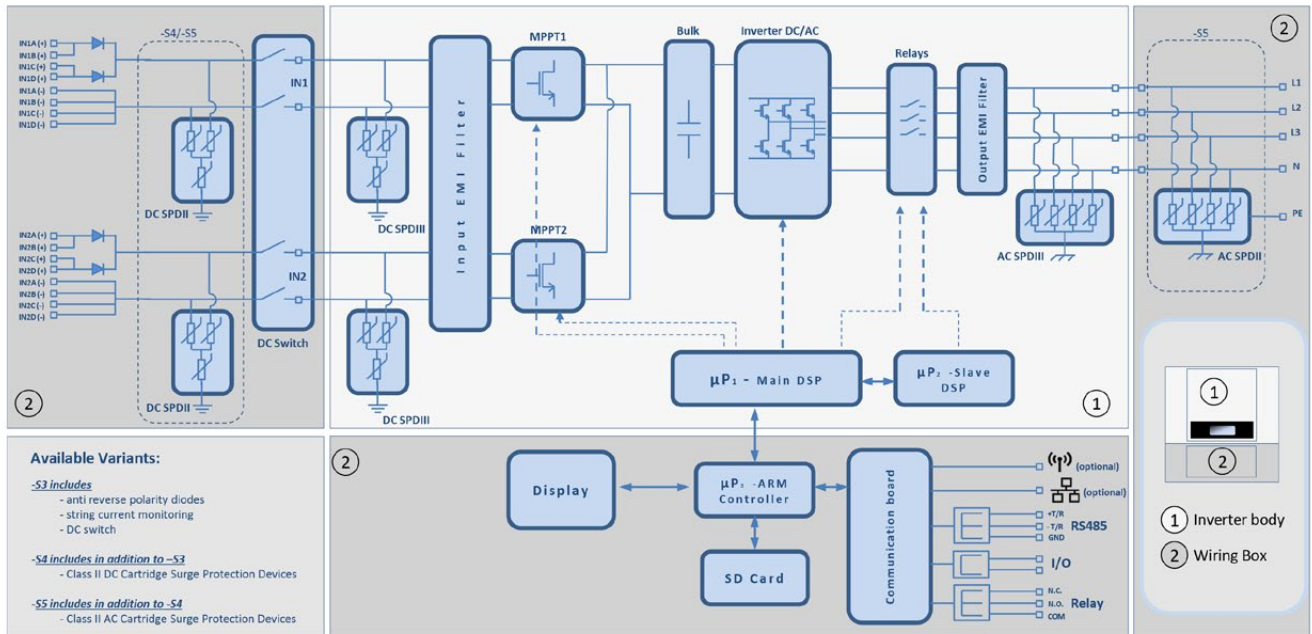 -S4/-S5
IN1A(+)
IN1B(+)
IN1C(+)
IN1D(+)
IN1A(-)
IN1B(-)
IN1C(-)
IN1D(-)
IN1
DC SPDII
IN2A(+)
IN2B(+)
IN2C(+)
IN2D(+)
IN2A(-)
IN2B(-)
IN2C(-)
IN2D(-)
IN2
DC Switch
DC SPDII
2
DC SPDIII
DC SPDIII
Input EMI Filter
MPPT1
MPPT2
Bulk
Inverter DC/AC
Relays
Output EMI Filter
AC SPDIII
µP₁ - Main DSP
µP₂ -Slave
DSP
1
2
-S5
L1
L2
L3
N
PE
AC SPDII
Available Variants:
-S3 includes
- anti reverse polarity diodes
- string current monitoring
- DC switch
-S4 includes in addition to –S3
- Class II DC Cartridge Surge Protection Devices
-S5 includes in addition to -S4
- Class II AC Cartridge Surge Protection Devices
2
Display
µP₃ -ARM
Controller
SD Card
Communication board
(optional)
(optional)
+T/R
-T/R
GND
RS485
I/O
N.C.
N.O.
COM
Relay
1
2
1 Inverter body
2 Wiring Box